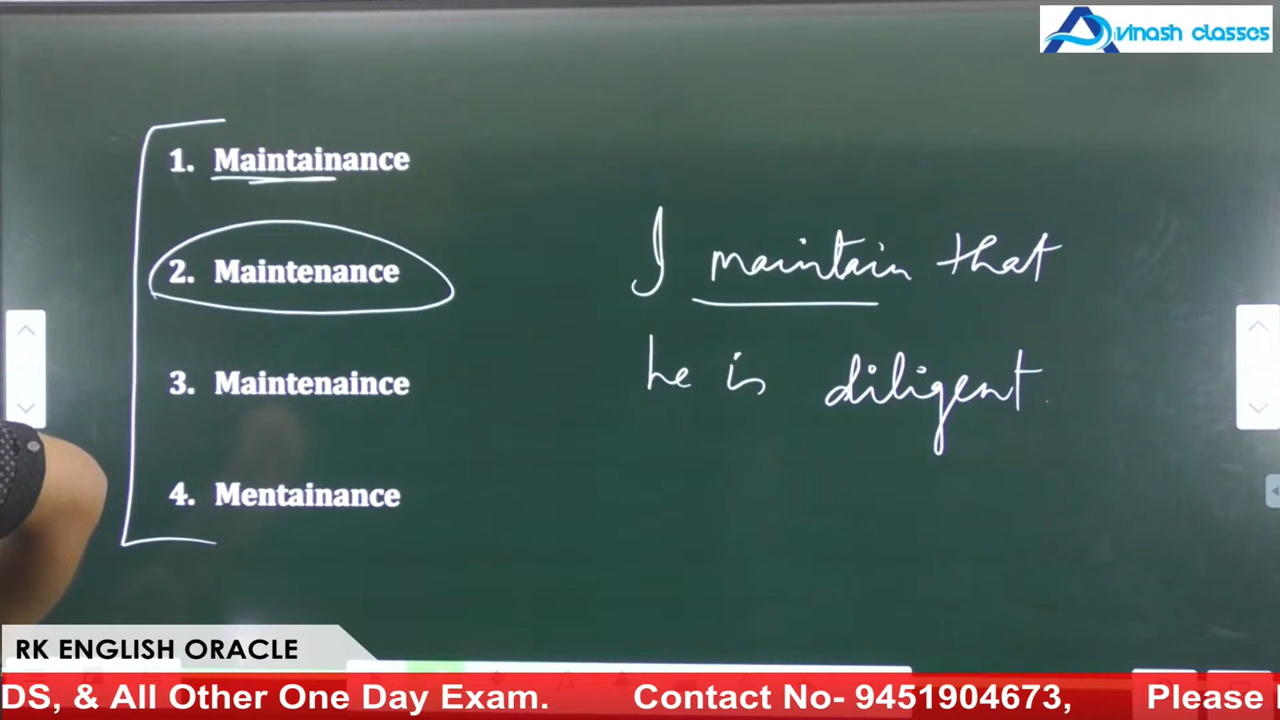 Avinash classes
1. Maintainance
2. Maintenance
3. Maintenaince
4. Mentainance
I maintain that
he is diligent.
RK ENGLISH ORACLE
DS, & All Other One Day Exam. Contact No- 9451904673, Please